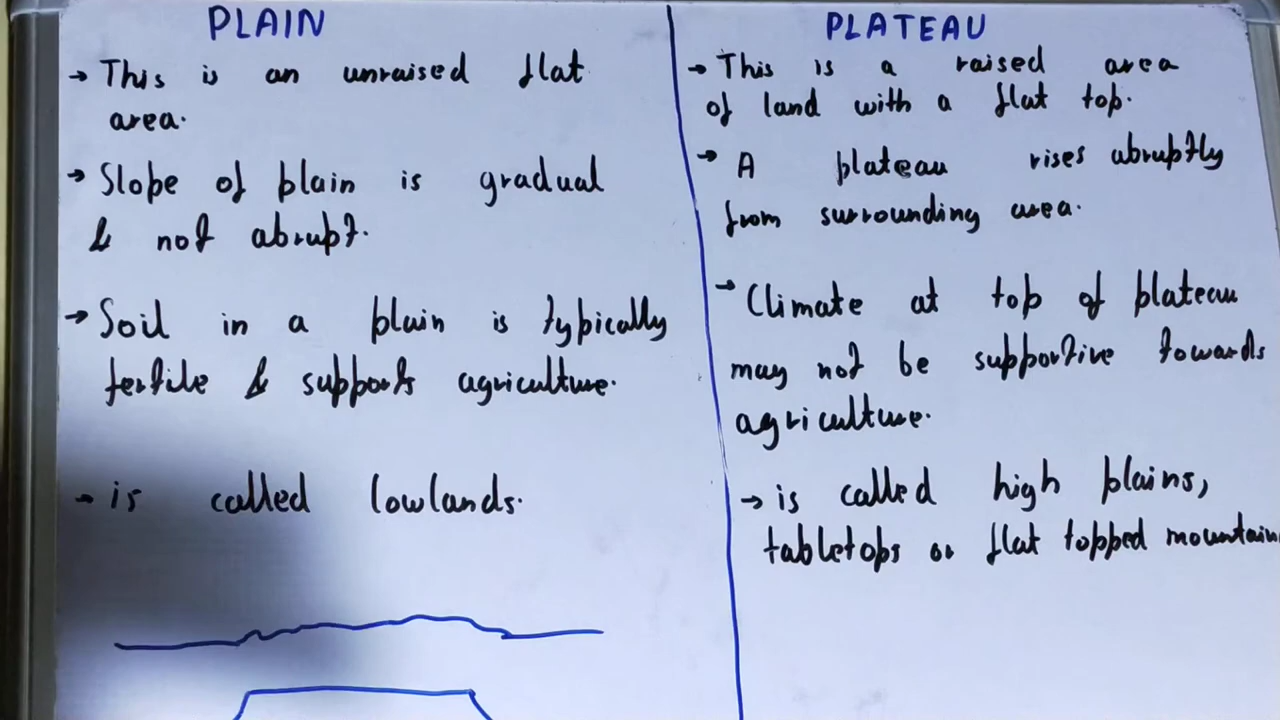 PLAIN
→ This is an unraised flat
area.
→ Slope of plain is gradual
& not abrupt.
→ Soil in a plain is typically
fertile & supports agriculture.
→ is called lowlands.
PLATEAU
→ This is a raised area
of land with a flat top.
→ A plateau rises abruptly
from surrounding area.
→ Climate at top of plateau
may not be supportive towards
agriculture.
→ is called high plains,
tabletops or flat topped mountain